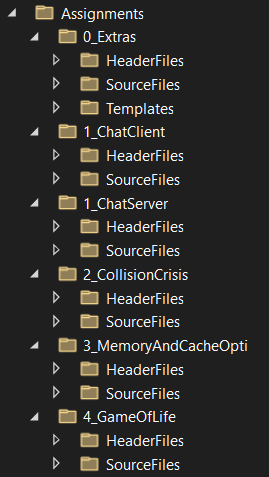 Assignments
0_Extras
HeaderFiles
SourceFiles
Templates
1_ChatClient
HeaderFiles
SourceFiles
1_ChatServer
HeaderFiles
SourceFiles
2_CollisionCrisis
HeaderFiles
SourceFiles
3_MemoryAndCacheOpti
HeaderFiles
SourceFiles
4_GameOfLife
HeaderFiles
SourceFiles